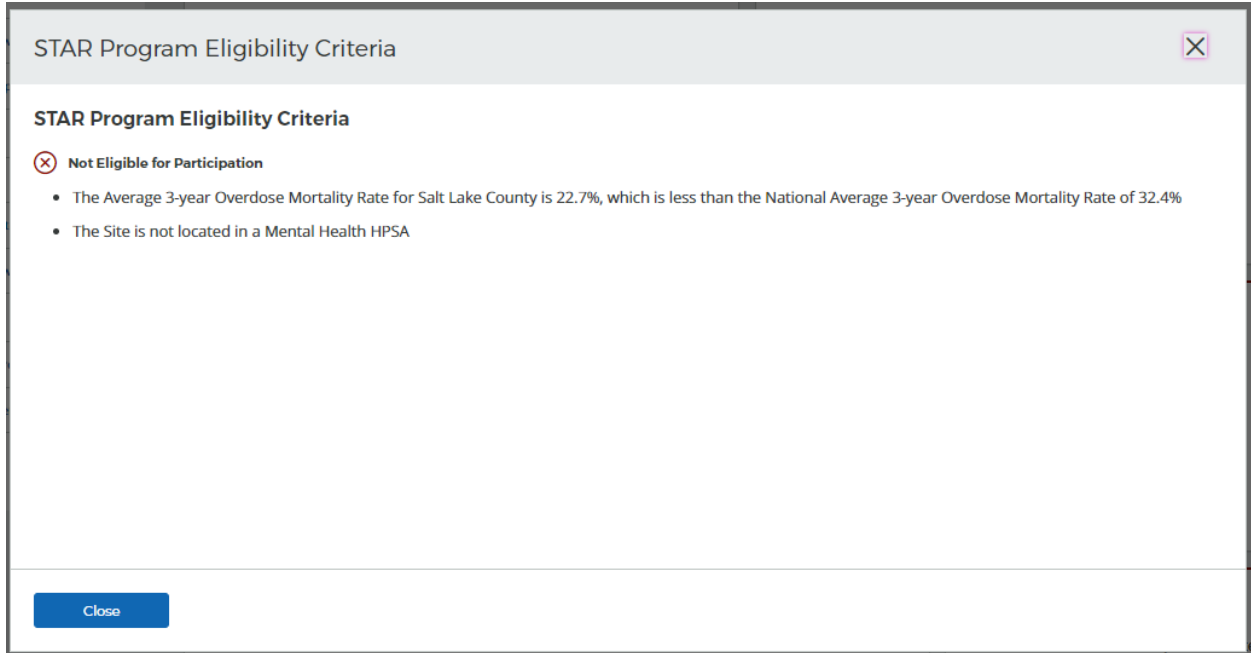 STAR Program Eligibility Criteria
STAR Program Eligibility Criteria
Not Eligible for Participation
• The Average 3-year Overdose Mortality Rate for Salt Lake County is 22.7%, which is less than the National Average 3-year Overdose Mortality Rate of 32.4%
• The Site is not located in a Mental Health HPSA
Close